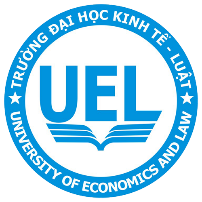 TRƯỜNG ĐẠI HỌC KINH TẾ - LUẬT
UEL
UNIVERSITY OF ECONOMICS AND LAW